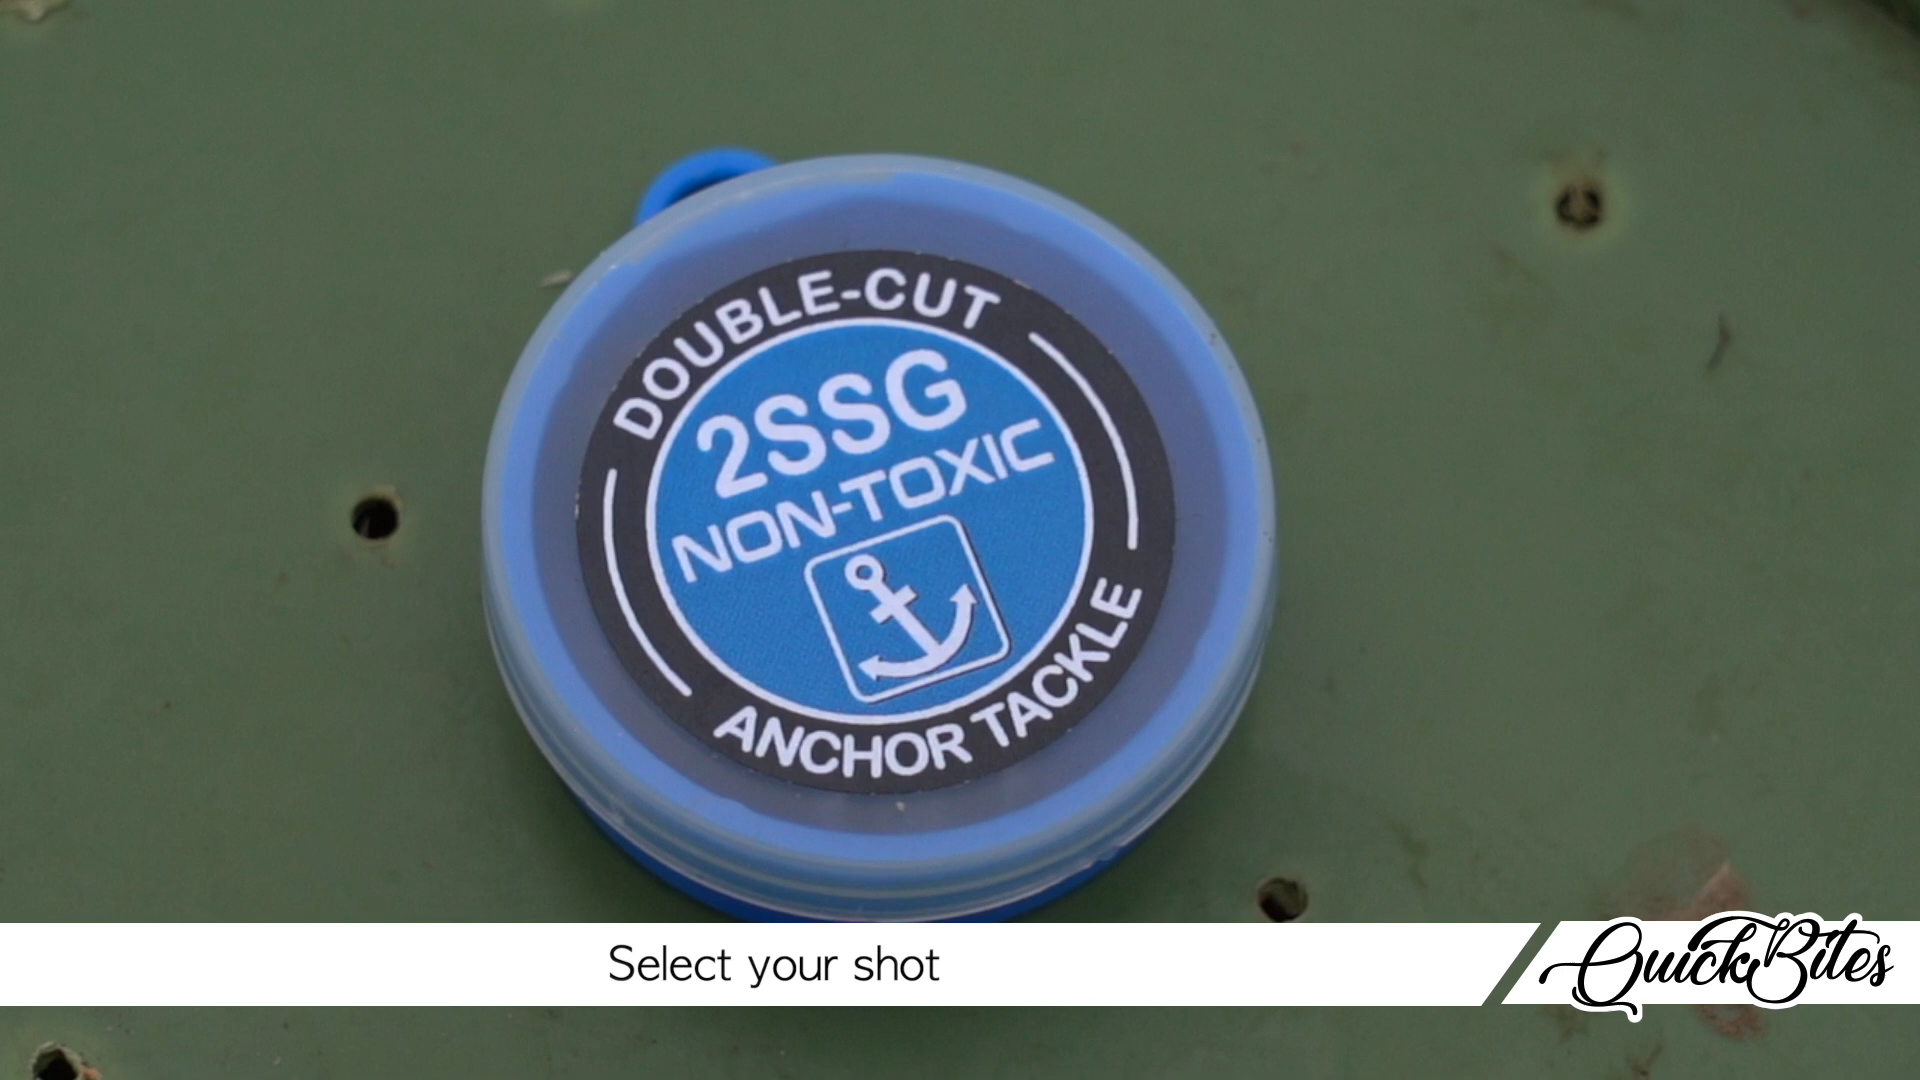 DOUBLE-CUT
2SSG
NON-TOXIC
ANCHOR TACKLE
Select your shot
QuickBites